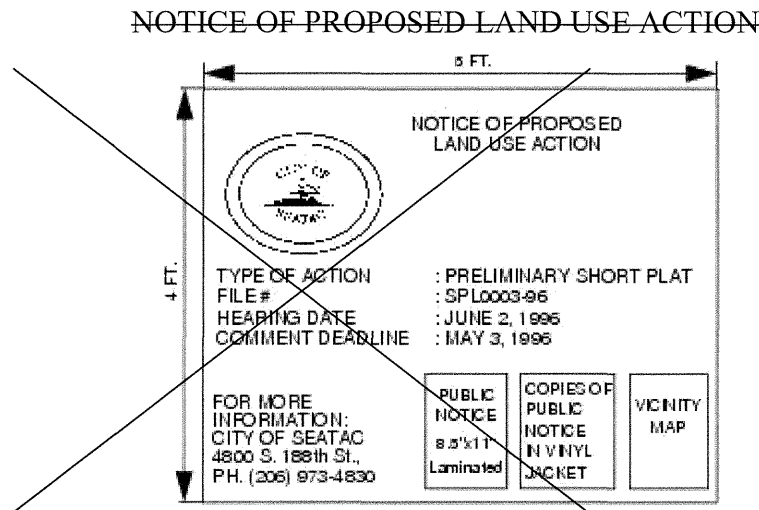 NOTICE OF PROPOSED LAND USE ACTION
5 FT.
4 FT.
NOTICE OF PROPOSED
LAND USE ACTION
CITY OF
SEATAC
TYPE OF ACTION : PRELIMINARY SHORT PLAT
FILE # : SPL0003-96
HEARING DATE : JUNE 2, 1996
COMMENT DEADLINE : MAY 3, 1996
FOR MORE
INFORMATION:
CITY OF SEATAC
4800 S. 188th St.,
PH. (206) 973-4830
PUBLIC
NOTICE
8.5"x11"
Laminated
COPIES OF
PUBLIC
NOTICE
IN VINYL
JACKET
VICINITY
MAP